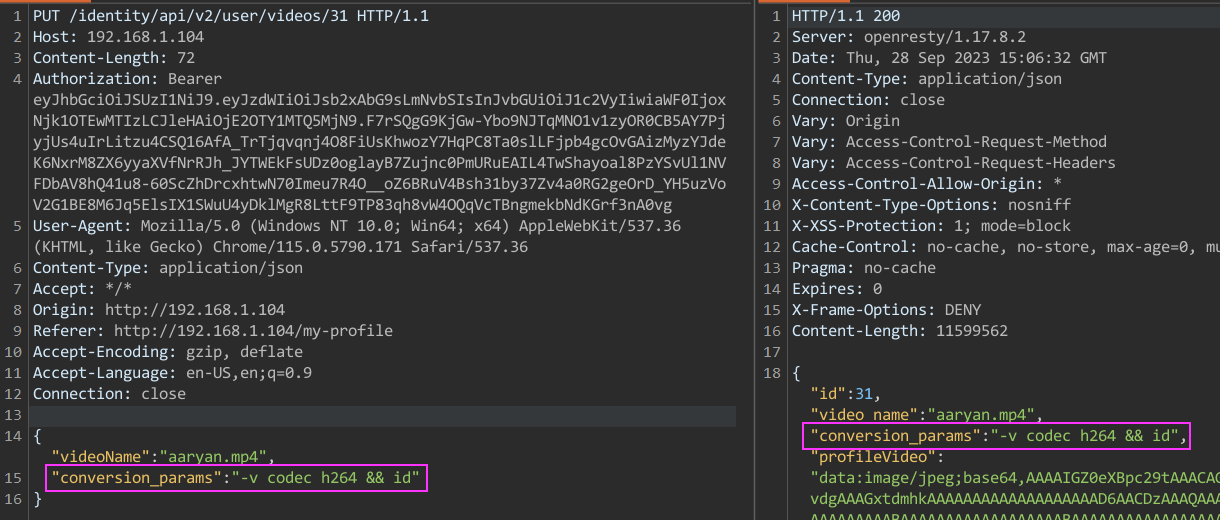 1 PUT /identity/api/v2/user/videos/31 HTTP/1.1
2 Host: 192.168.1.104
3 Content-Length: 72
4 Authorization: Bearer
eyJhbGciOiJSUzI1NiJ9.eyJzdWIiOiJsb2xAbG9sLmNvbSIsInJvbGUiOiJ1c2VyIiwiaWF0Ijox
Njk1OTEwMTIzLCJleHAiOjE2OTY1MTQ5MjN9.F7rSQgG9KjGw-Ybo9NJTqMNO1v1zyOR0CB5AY7Pj
yjUs4uIrLitzu4CSQ16AfA_TrTjqvqnj4O8FiUsKhwozY7HqPC8Ta0slLFjpb4gcOvGAizMyzYJde
K6NxrM8ZX6yyaXVfNrRJh_JYTWEkFsUDz0oglayB7Zujnc0PmURuEAIL4TwShayoal8PzYSvUl1NV
FDbAV8hQ41u8-60ScZhDrcxhtwN70Imeu7R4O__oZ6BRuV4Bsh31by37Zv4a0RG2geOrD_YH5uzVo
V2G1BE8M6Jq5ElsIX1SWuU4yDklMgR8LttF9TP83qh8vW4OQqVcTBngmekbNdKGrf3nA0vg
5 User-Agent: Mozilla/5.0 (Windows NT 10.0; Win64; x64) AppleWebKit/537.36
(KHTML, like Gecko) Chrome/115.0.5790.171 Safari/537.36
6 Content-Type: application/json
7 Accept: */*
8 Origin: http://192.168.1.104
9 Referer: http://192.168.1.104/my-profile
10 Accept-Encoding: gzip, deflate
11 Accept-Language: en-US,en;q=0.9
12 Connection: close
13
14 {
"videoName":"aaryan.mp4",
15 "conversion_params":"-v codec h264 && id"
16 }
1 HTTP/1.1 200
2 Server: openresty/1.17.8.2
3 Date: Thu, 28 Sep 2023 15:06:32 GMT
4 Content-Type: application/json
5 Connection: close
6 Vary: Origin
7 Vary: Access-Control-Request-Method
8 Vary: Access-Control-Request-Headers
9 Access-Control-Allow-Origin: *
10 X-Content-Type-Options: nosniff
11 X-XSS-Protection: 1; mode=block
12 Cache-Control: no-cache, no-store, max-age=0, mu
13 Pragma: no-cache
14 Expires: 0
15 X-Frame-Options: DENY
16 Content-Length: 11599562
17
18 {
"id":31,
"video_name":"aaryan.mp4",
"conversion_params":"-v codec h264 && id",
"profileVideo":
"data:image/jpeg;base64,AAAAIGZ0eXBpc29tAAACAG